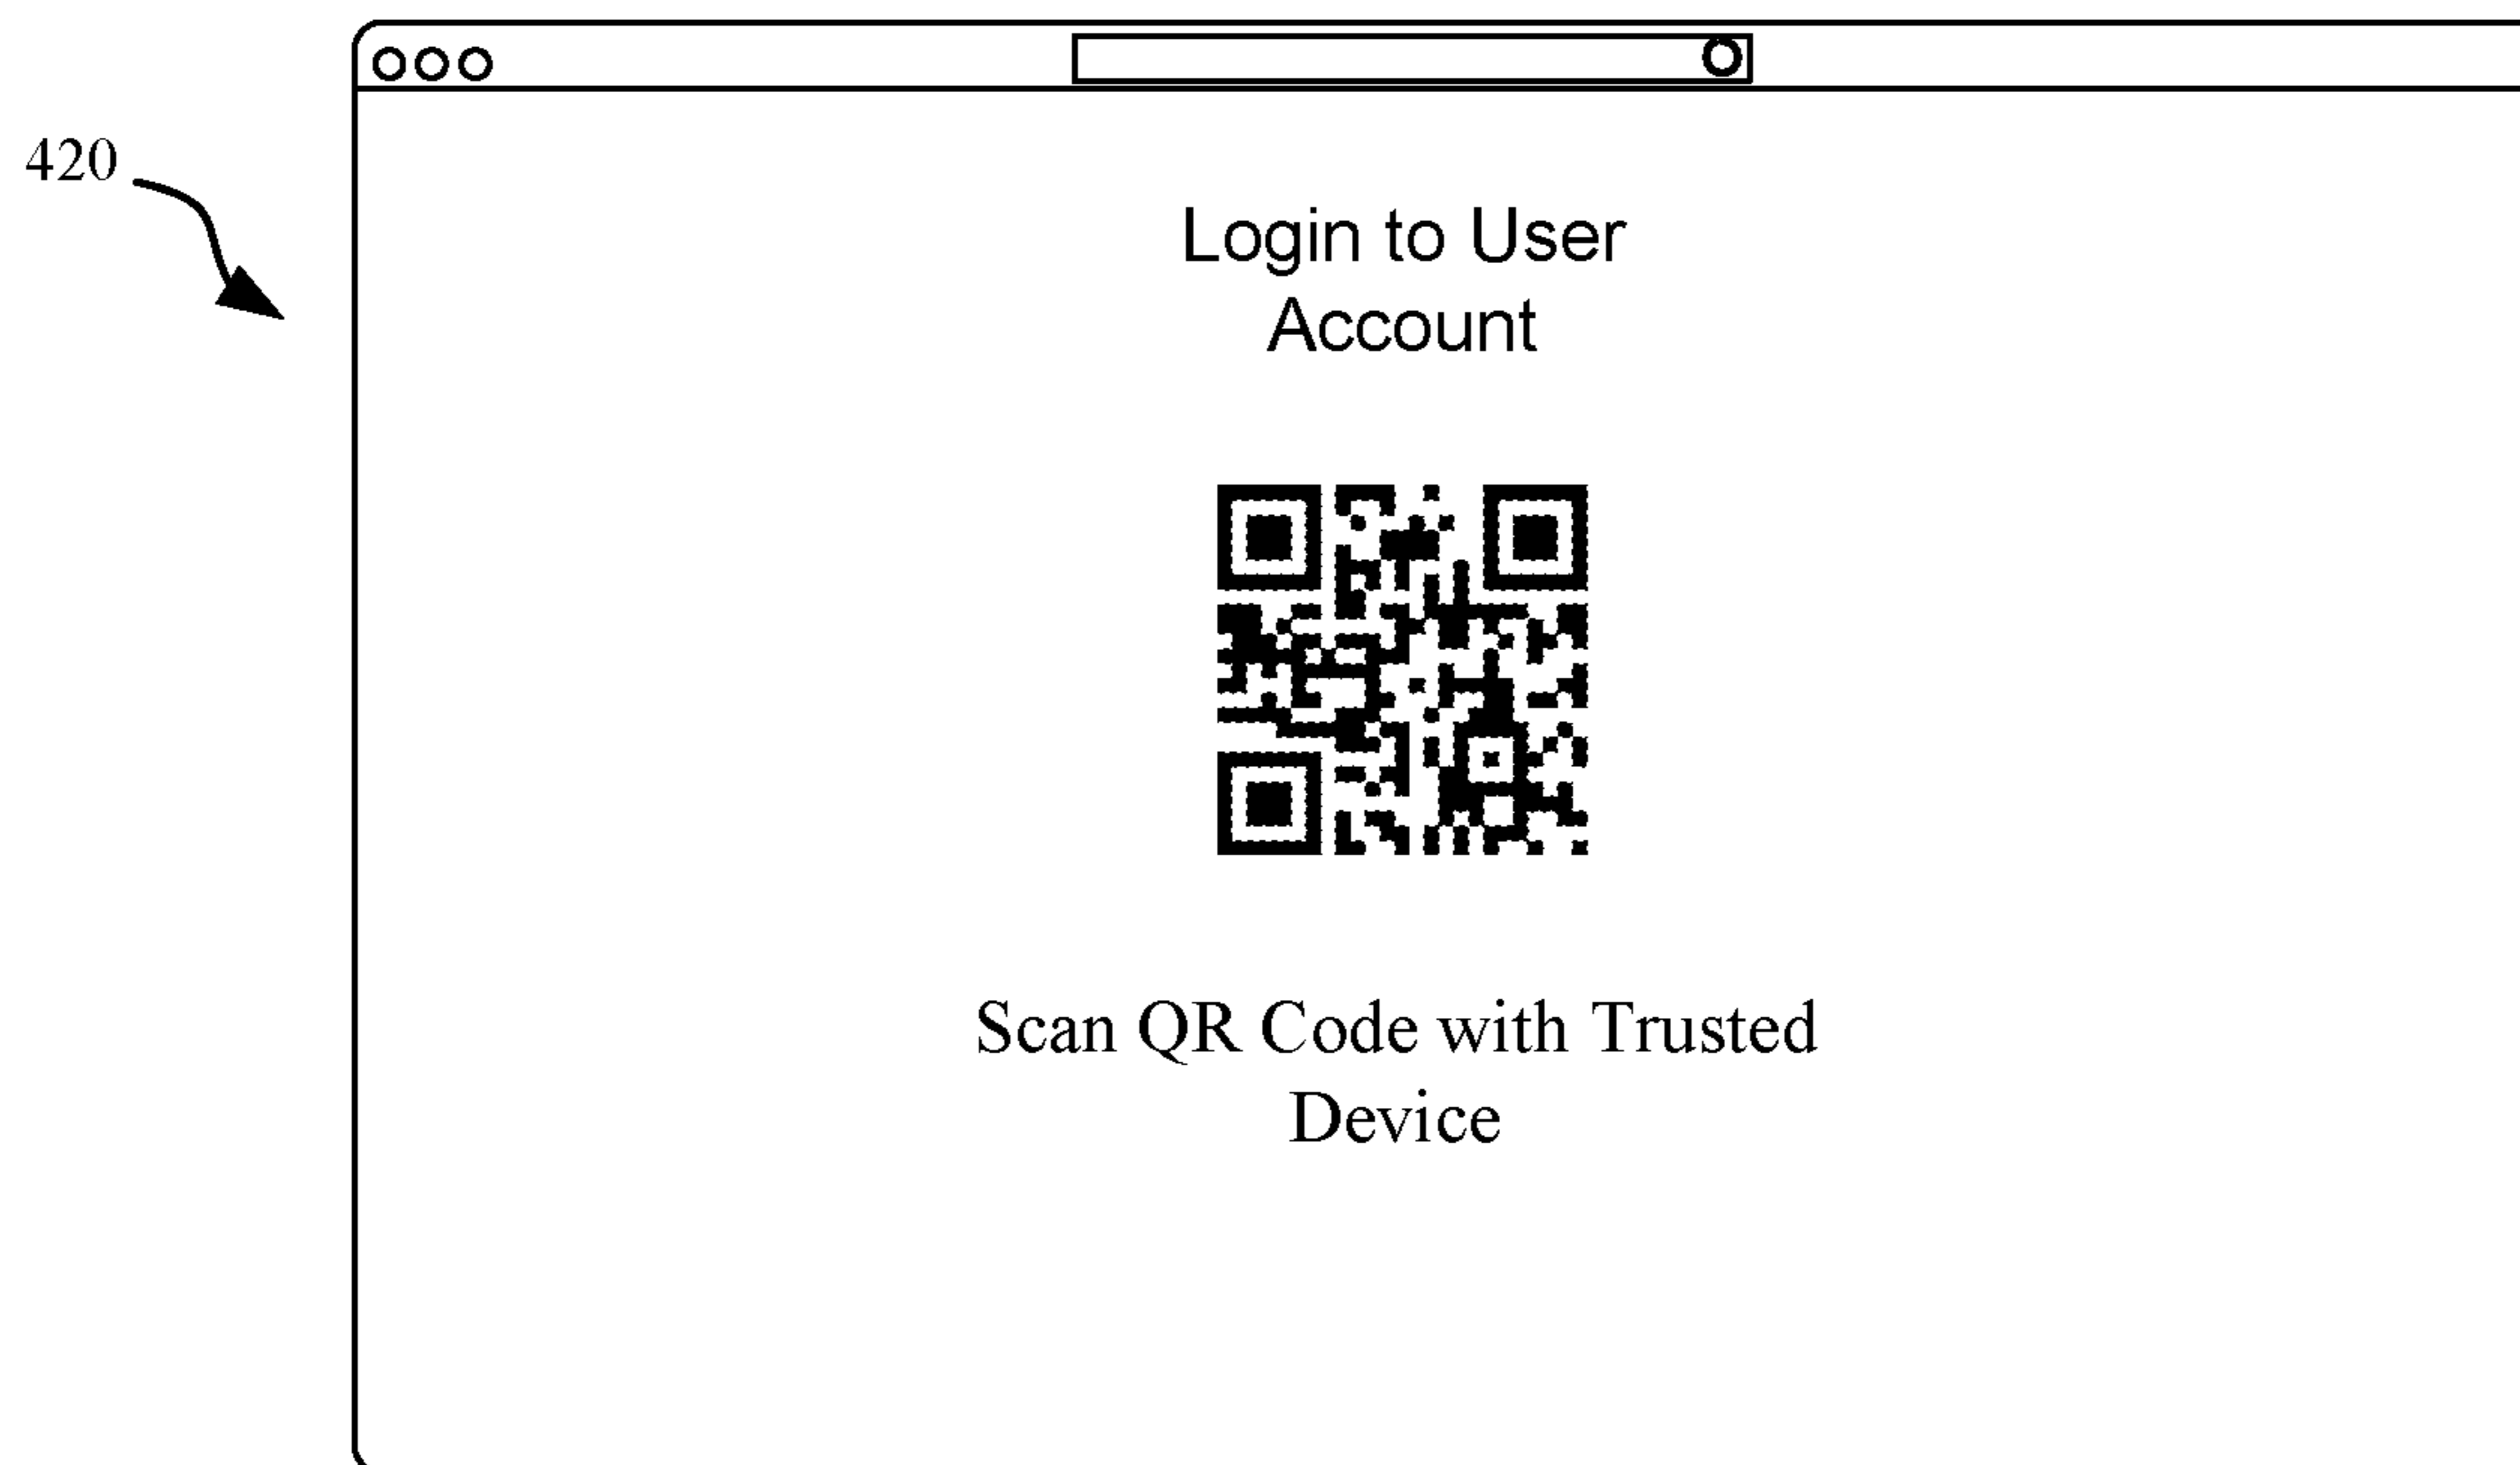 420
Login to User
Account
Scan QR Code with Trusted
Device